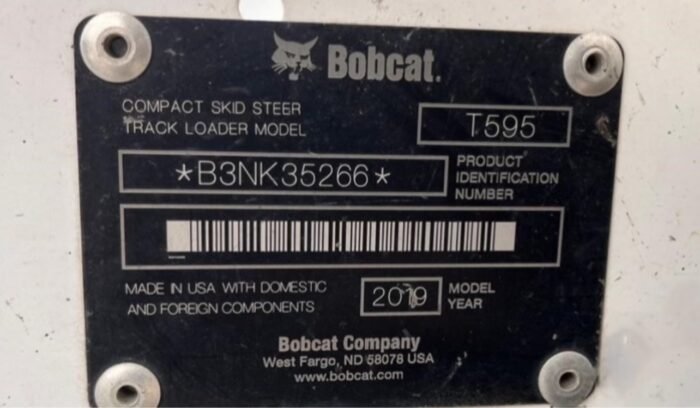 Bobcat.
COMPACT SKID STEER
TRACK LOADER MODEL
T595
*B3NK35266*
PRODUCT
IDENTIFICATION
NUMBER
MADE IN USA WITH DOMESTIC
AND FOREIGN COMPONENTS
2019
MODEL
YEAR
Bobcat Company
West Fargo, ND 58078 USA
www.bobcat.com